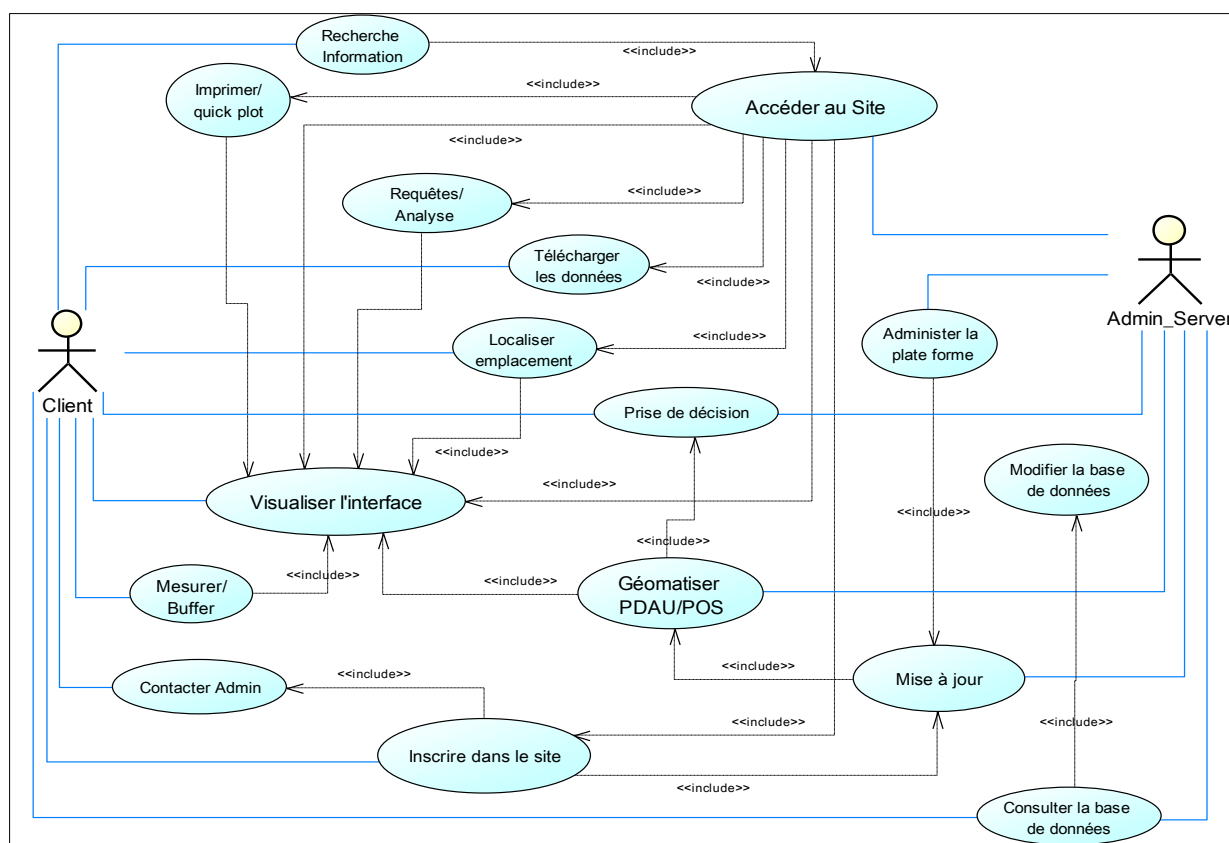 Recherche
Information
<<include>>
Imprimer/
quick plot
<<include>>
Accéder au Site
<<include>>
Requêtes/
Analyse
<<include>>
Télécharger
les données
<<include>>
Admin_Server
Localiser
emplacement
<<include>>
Administer la
plate forme
Client
Prise de décision
<<include>>
Modifier la base
de données
Visualiser l'interface
<<include>>
<<include>>
<<include>>
Mesurer/
Buffer
<<include>>
<<include>>
Géomatiser
PDAU/POS
<<include>>
Contacter Admin
<<include>>
Mise à jour
<<include>>
<<include>>
Inscrire dans le site
<<include>>
Consulter la base
de données